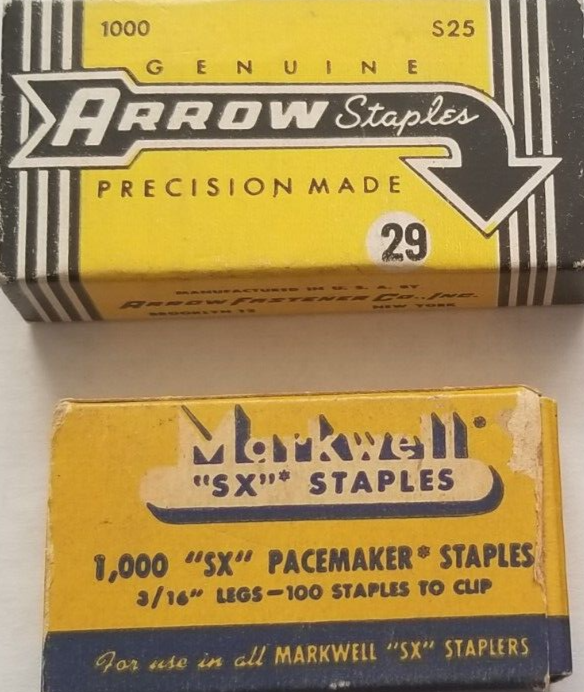 1000 S25
GENUINE
ARROW Staples
PRECISION MADE
29
MANUFACTURED IN U. S. A. BY
ARROW FASTENER CO., INC.
BROOKLYN 13 NEW YORK
Markwell
"SX"* STAPLES
1,000 "SX" PACEMAKER* STAPLES
3/16" LEGS–100 STAPLES TO CLIP
For use in all MARKWELL "SX" STAPLERS